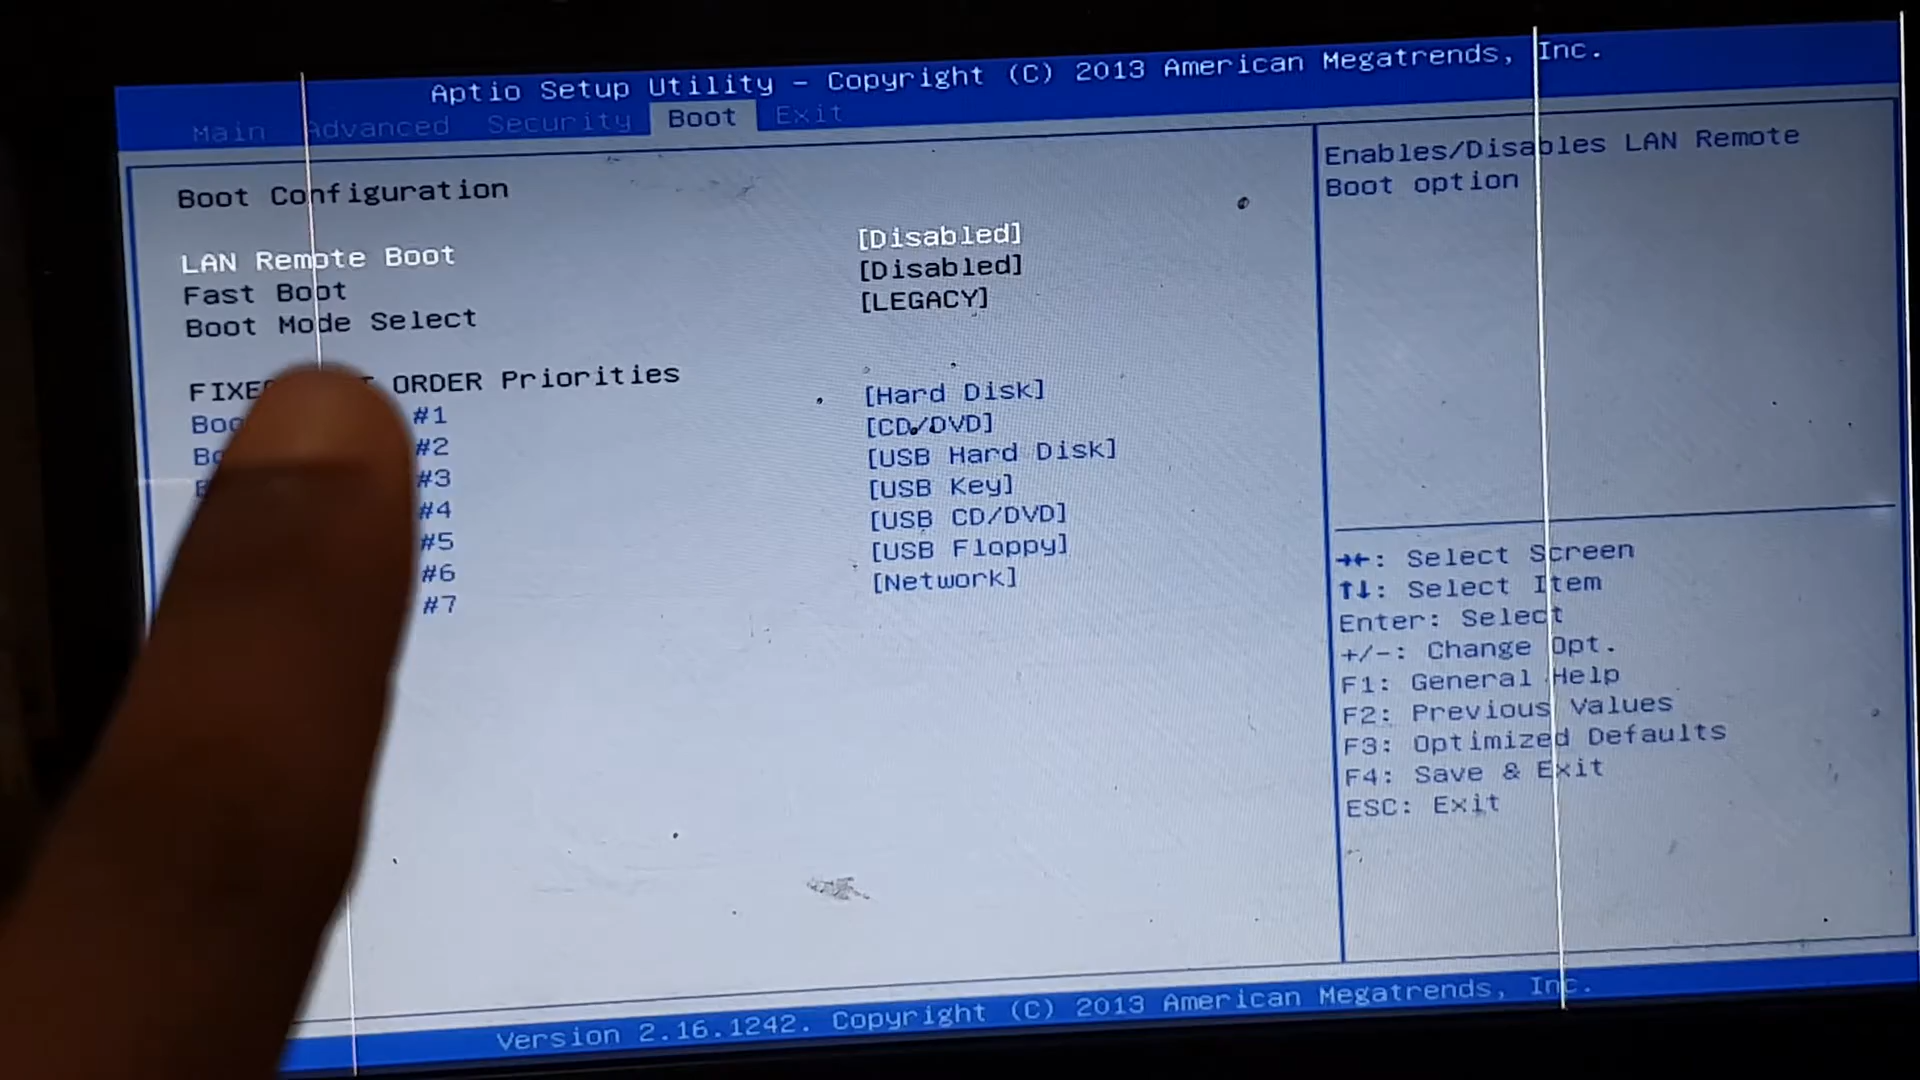 Aptio Setup Utility - Copyright (C) 2013 American Megatrends, Inc.
Main Advanced Security Boot Exit
Boot Configuration
LAN Remote Boot [Disabled]
Fast Boot [Disabled]
Boot Mode Select [LEGACY]
ORDER Priorities
#1 [Hard Disk]
#2 [CD/DVD]
#3 [USB Hard Disk]
#4 [USB Key]
#5 [USB CD/DVD]
#6 [USB Floppy]
#7 [Network]
Enables/Disables LAN Remote
Boot option
→←: Select Screen
↑↓: Select Item
Enter: Select
+/-: Change Opt.
F1: General Help
F2: Previous Values
F3: Optimized Defaults
F4: Save & Exit
ESC: Exit
Version 2.16.1242. Copyright (C) 2013 American Megatrends, Inc.